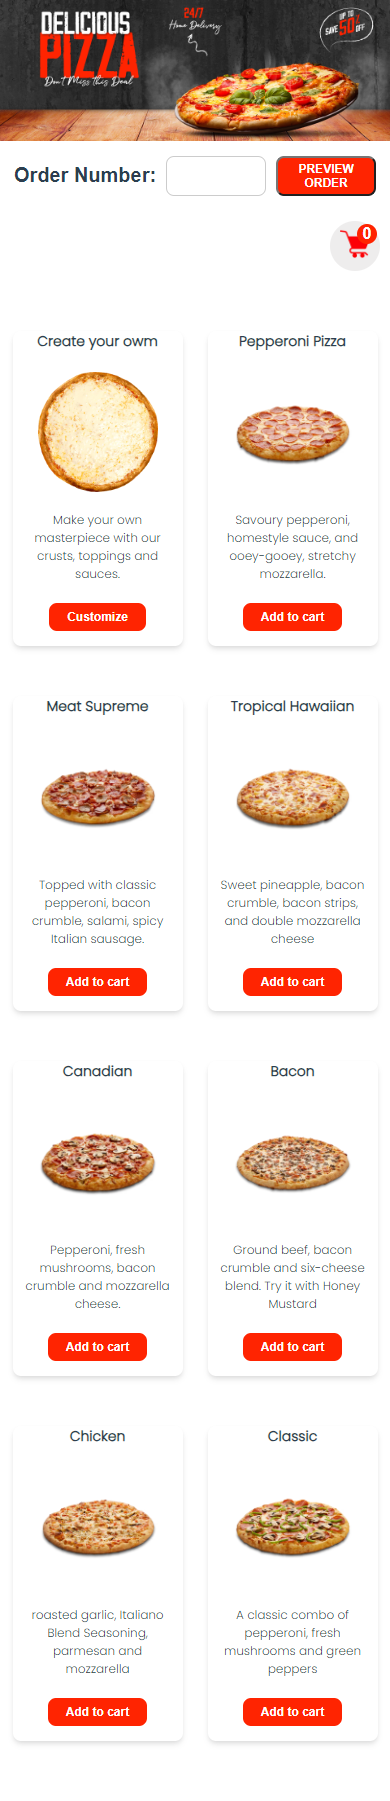 DELICIOUS
PIZZA
Don't Miss this Deal
24/7
Home Delivery
UP TO
SAVE 50% OFF
Order Number:
PREVIEW
ORDER
0
Create your owm
Make your own
masterpiece with our
crusts, toppings and
sauces.
Customize
Pepperoni Pizza
Savoury pepperoni,
homestyle sauce, and
ooey-gooey, stretchy
mozzarella.
Add to cart
Meat Supreme
Topped with classic
pepperoni, bacon
crumble, salami, spicy
Italian sausage.
Add to cart
Tropical Hawaiian
Sweet pineapple, bacon
crumble, bacon strips,
and double mozzarella
cheese
Add to cart
Canadian
Pepperoni, fresh
mushrooms, bacon
crumble and mozzarella
cheese.
Add to cart
Bacon
Ground beef, bacon
crumble and six-cheese
blend. Try it with Honey
Mustard
Add to cart
Chicken
roasted garlic, Italiano
Blend Seasoning,
parmesan and
mozzarella
Add to cart
Classic
A classic combo of
pepperoni, fresh
mushrooms and green
peppers
Add to cart